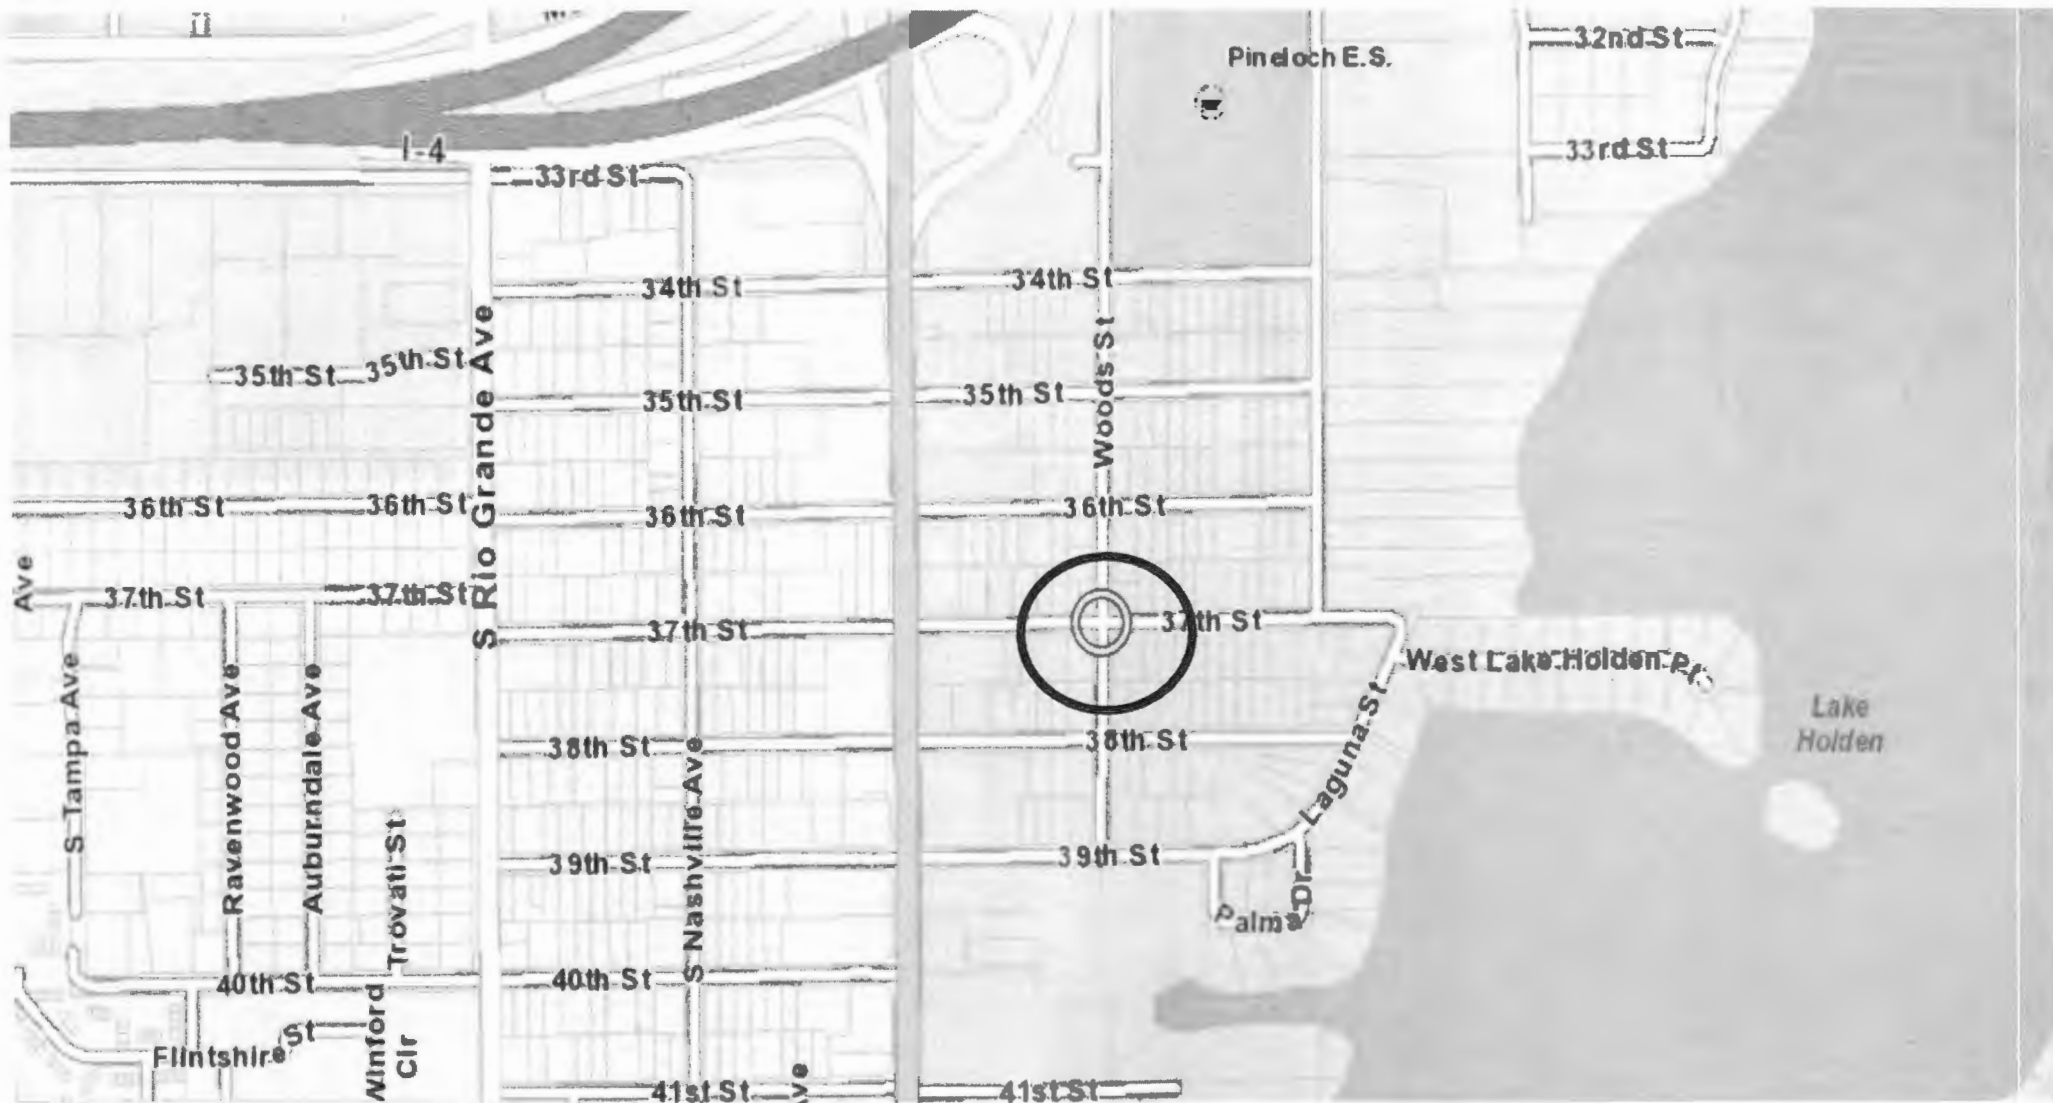 32nd St
Pineloch E.S.
I-4
33rd St
33rd St
34th St
34th St
S Rio Grande Ave
Woods St
35th St
35th St
35th St
35th St
36th St
36th St
36th St
36th St
Ave
37th St
37th St
37th St
37th St
West Lake Holden
S Tampa Ave
Ravenwood Ave
Auburndale Ave
Laguna St
Lake
Holden
38th St
38th St
S Nashville Ave
Trovati St
39th St
39th St
Palma Dr
40th St
40th St
Flintshire St
Winford
Cir
41st St
41st St